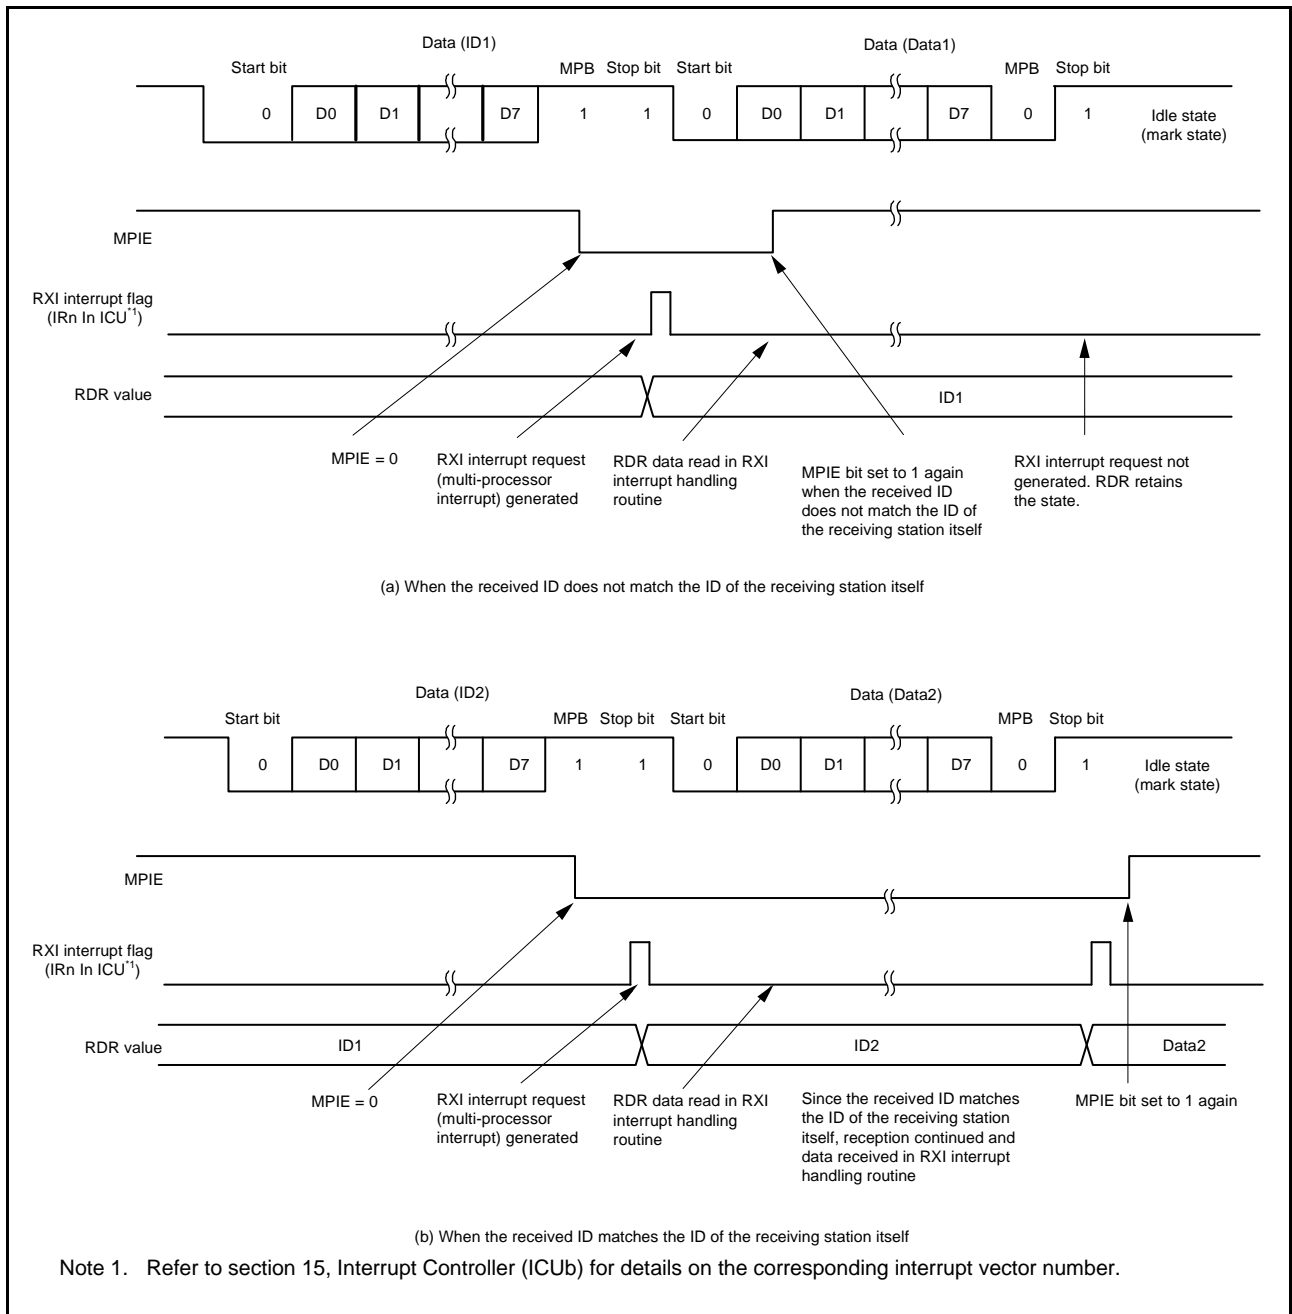 Data (ID1) Data (Data1)
Start bit MPB Stop bit Start bit MPB Stop bit
0 D0 D1 D7 1 1 0 D0 D1 D7 0 1 Idle state
(mark state)
MPIE
RXI interrupt flag
(IRn In ICU*1)
RDR value ID1
MPIE = 0
RXI interrupt request
(multi-processor
interrupt) generated
RDR data read in RXI
interrupt handling
routine
MPIE bit set to 1 again
when the received ID
does not match the ID of
the receiving station itself
RXI interrupt request not
generated. RDR retains
the state.
(a) When the received ID does not match the ID of the receiving station itself
Data (ID2) Data (Data2)
Start bit MPB Stop bit Start bit MPB Stop bit
0 D0 D1 D7 1 1 0 D0 D1 D7 0 1 Idle state
(mark state)
MPIE
RXI interrupt flag
(IRn In ICU*1)
RDR value ID1 ID2 Data2
MPIE = 0
RXI interrupt request
(multi-processor
interrupt) generated
RDR data read in RXI
interrupt handling
routine
Since the received ID matches
the ID of the receiving station
itself, reception continued and
data received in RXI interrupt
handling routine
MPIE bit set to 1 again
(b) When the received ID matches the ID of the receiving station itself
Note 1. Refer to section 15, Interrupt Controller (ICUb) for details on the corresponding interrupt vector number.